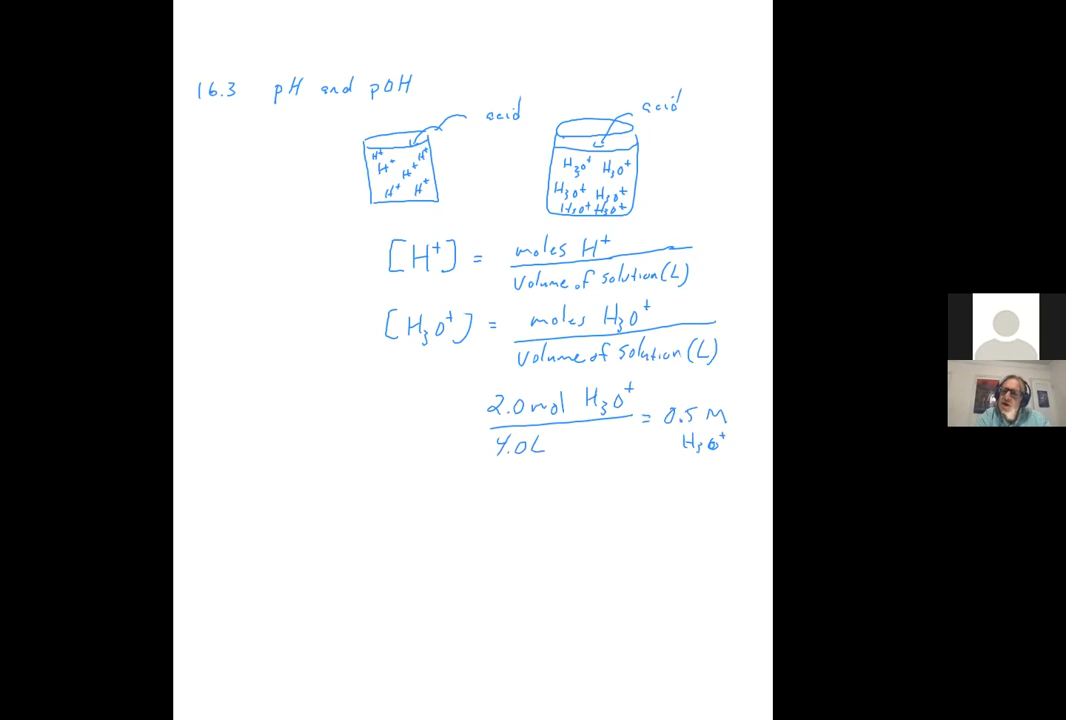 16.3 pH and pOH
acid acid
H⁺ H⁺ H⁺ H⁺ H⁺ H⁺ H⁺
H₃O⁺ H₃O⁺
H₃O⁺ H₃O⁺
H₃O⁺ H₃O⁺
[H⁺] = moles H⁺
volume of solution (L)
[H₃O⁺] = moles H₃O⁺
volume of solution (L)
2.0 mol H₃O⁺ = 0.5 M
4.0L H₃O⁺